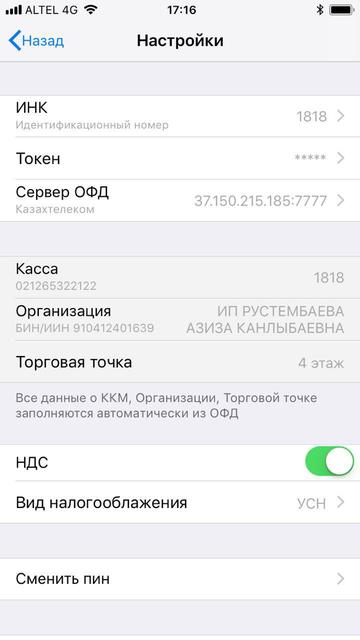 ALTEL 4G 17:16
Назад Настройки
ИНК
Идентификационный номер
1818
Токен *****
Сервер ОФД
Казахтелеком
37.150.215.185:7777
Касса
021265322122
1818
Организация
БИН/ИИН 910412401639
ИП РУСТЕМБАЕВА
АЗИЗА КАНЛЫБАЕВНА
Торговая точка 4 этаж
Все данные о ККМ, Организации, Торговой точке
заполняются автоматически из ОФД
НДС
Вид налогооблажения УСН
Сменить пин